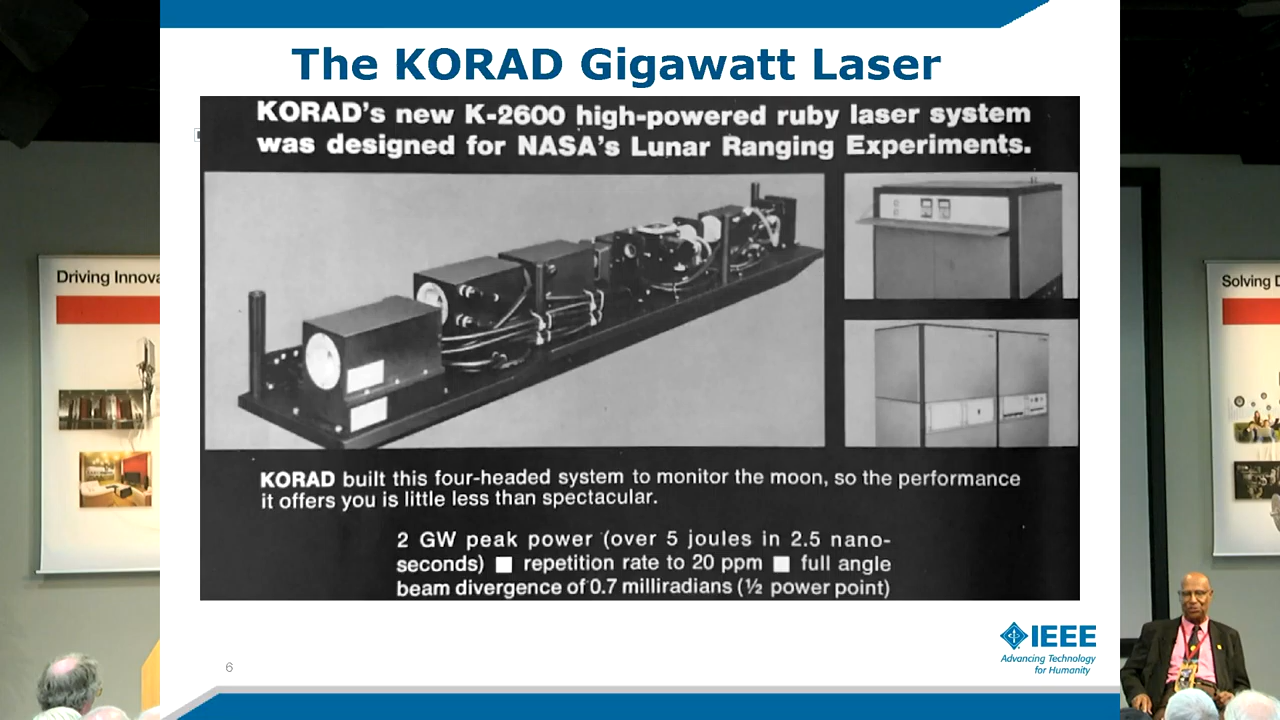 The KORAD Gigawatt Laser
KORAD's new K-2600 high-powered ruby laser system
was designed for NASA's Lunar Ranging Experiments.
Driving Innova
Solving D
KORAD built this four-headed system to monitor the moon, so the performance
it offers you is little less than spectacular.
2 GW peak power (over 5 joules in 2.5 nano-
seconds) ■ repetition rate to 20 ppm ■ full angle
beam divergence of 0.7 milliradians (½ power point)
IEEE
Advancing Technology
for Humanity
6